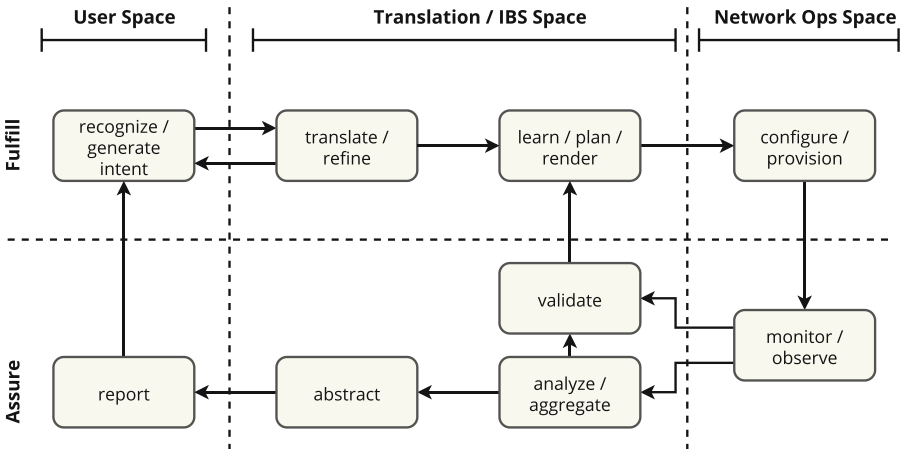 User Space
Translation / IBS Space
Network Ops Space
Fulfill
recognize /
generate
intent
translate /
refine
learn / plan /
render
configure /
provision
validate
monitor /
observe
Assure
report
abstract
analyze /
aggregate